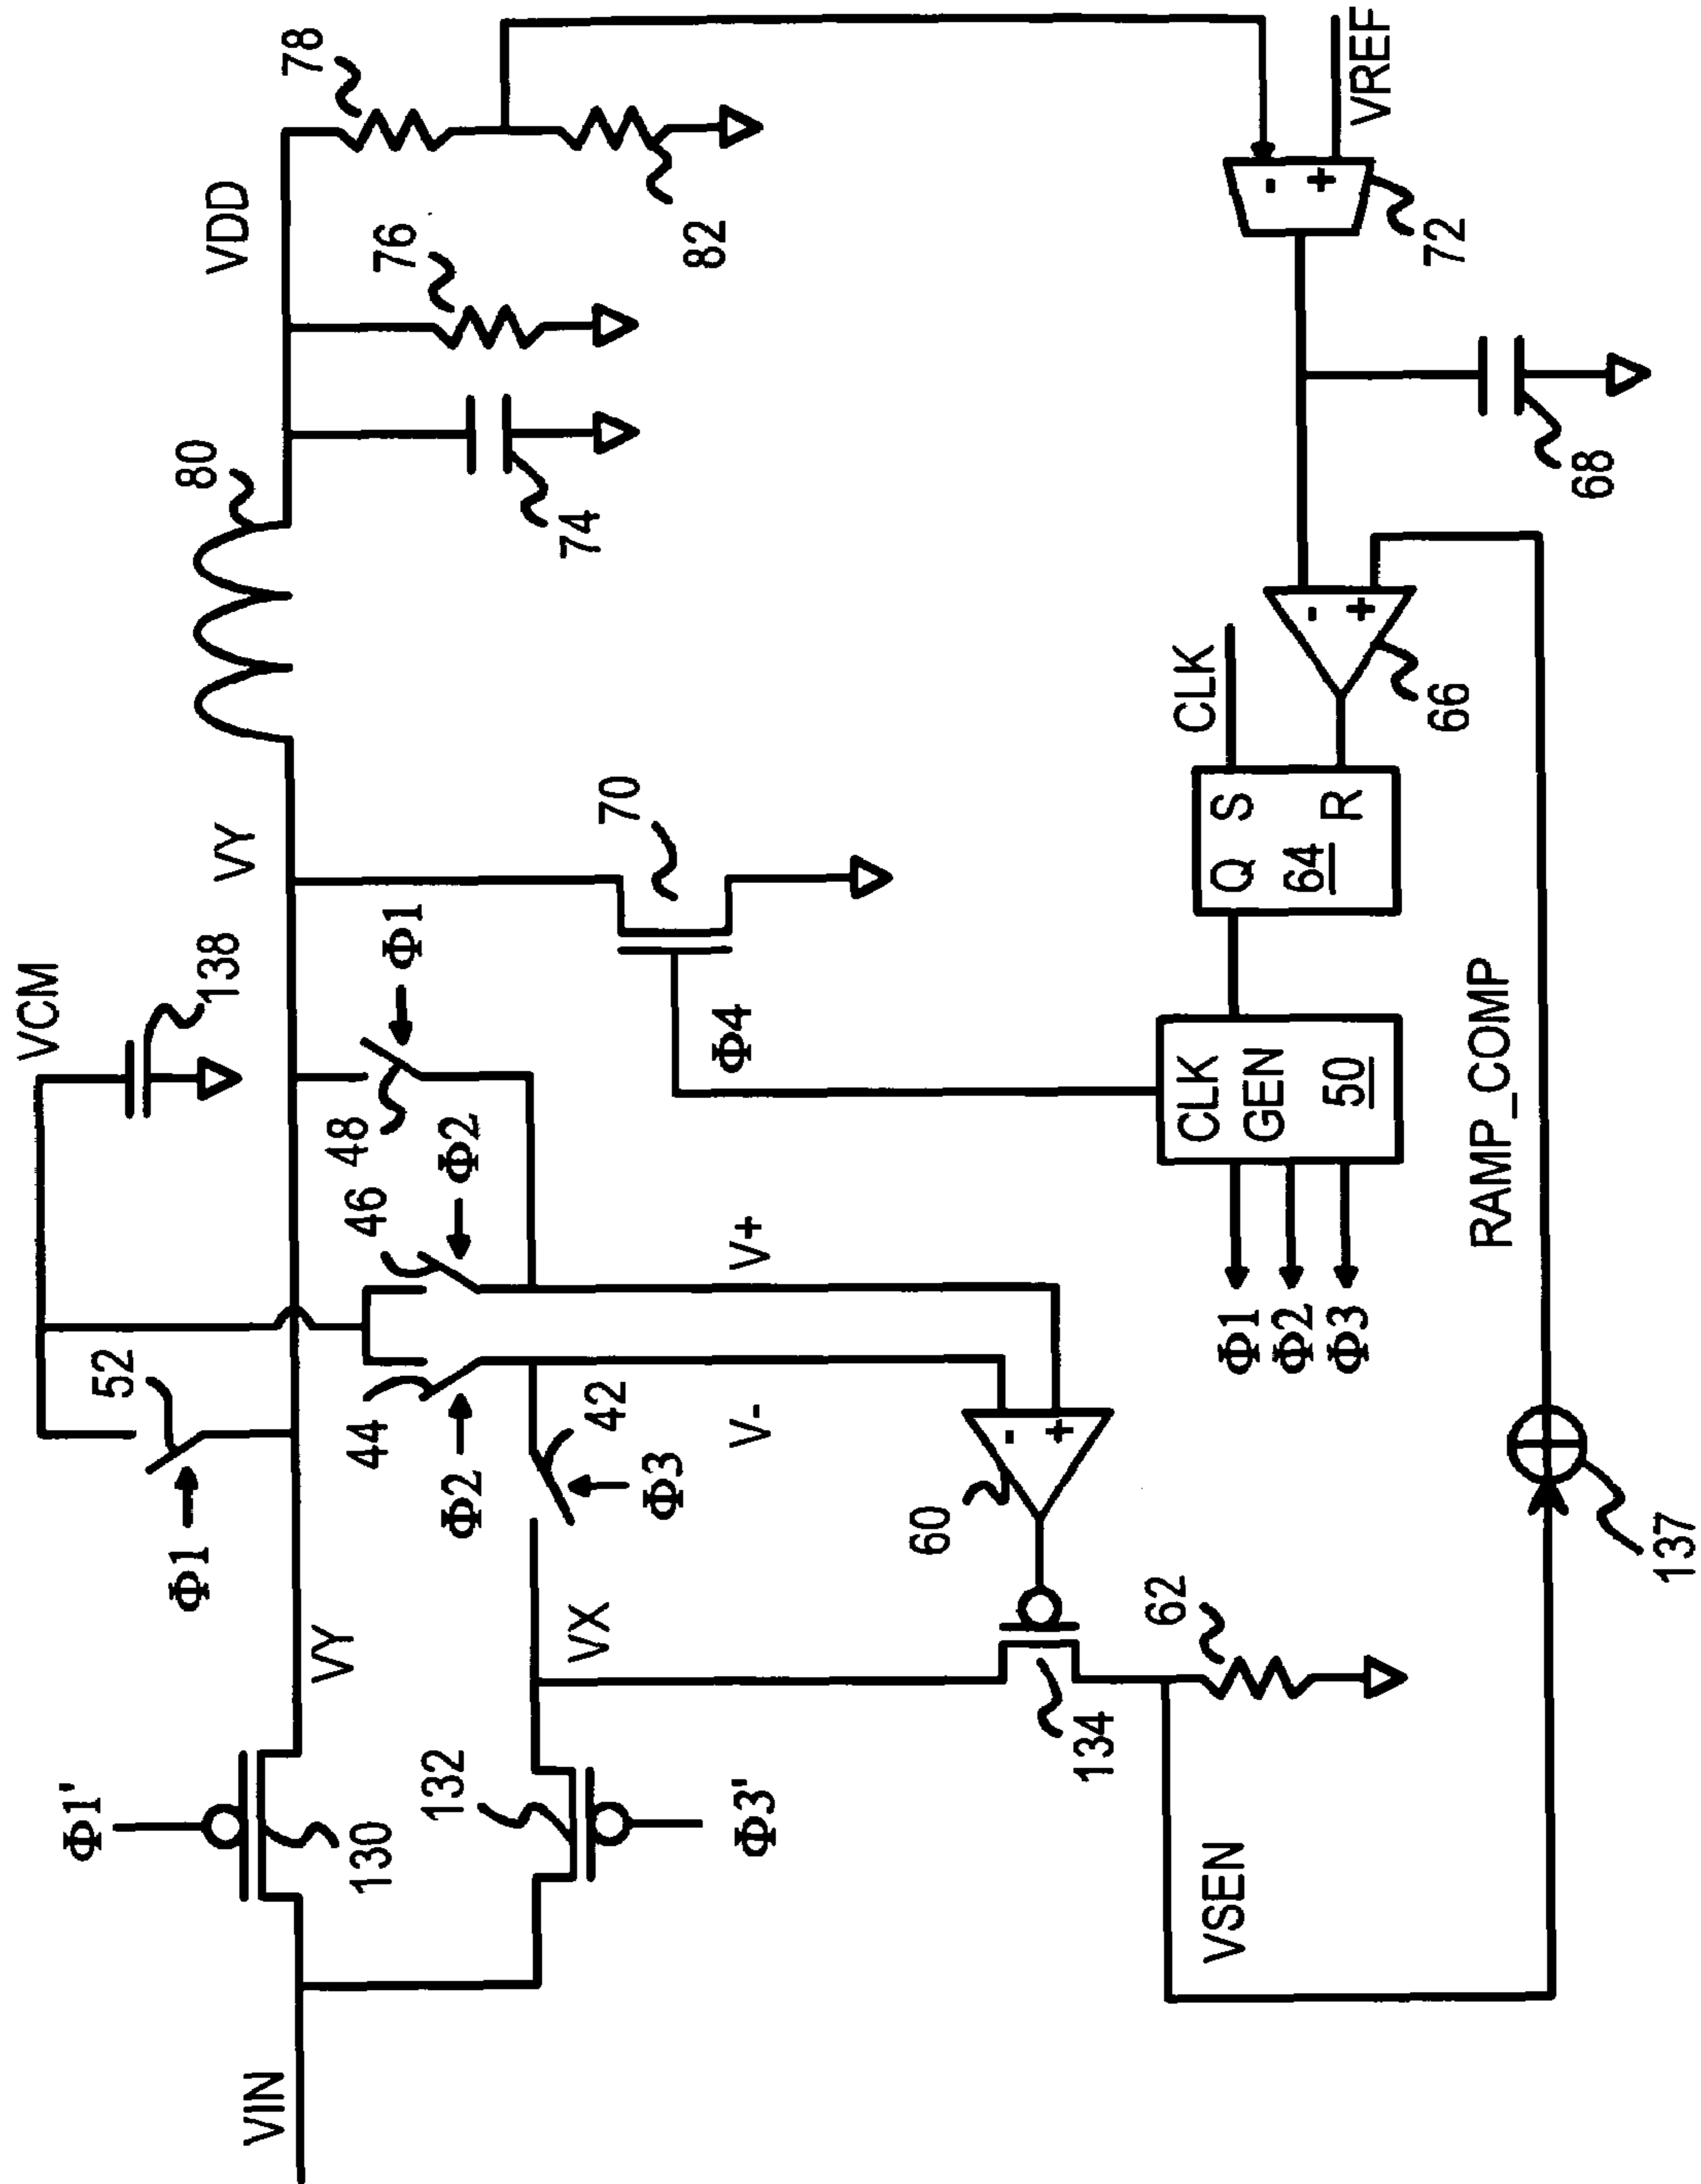 VCM
138
52
Φ1
Φ1'
VIN
130
VY
VY
80
VDD
78
76
74
82
Φ1
48
Φ2
46
44
Φ2
42
Φ3
70
Φ4
132
VX
Φ3'
V+
V-
60
134
62
VSEN
CLK
GEN
50
Φ1
Φ2
Φ3
Q S
64 R
CLK
-
+
66
-
+
-
+
72
VREF
68
RAMP_COMP
137